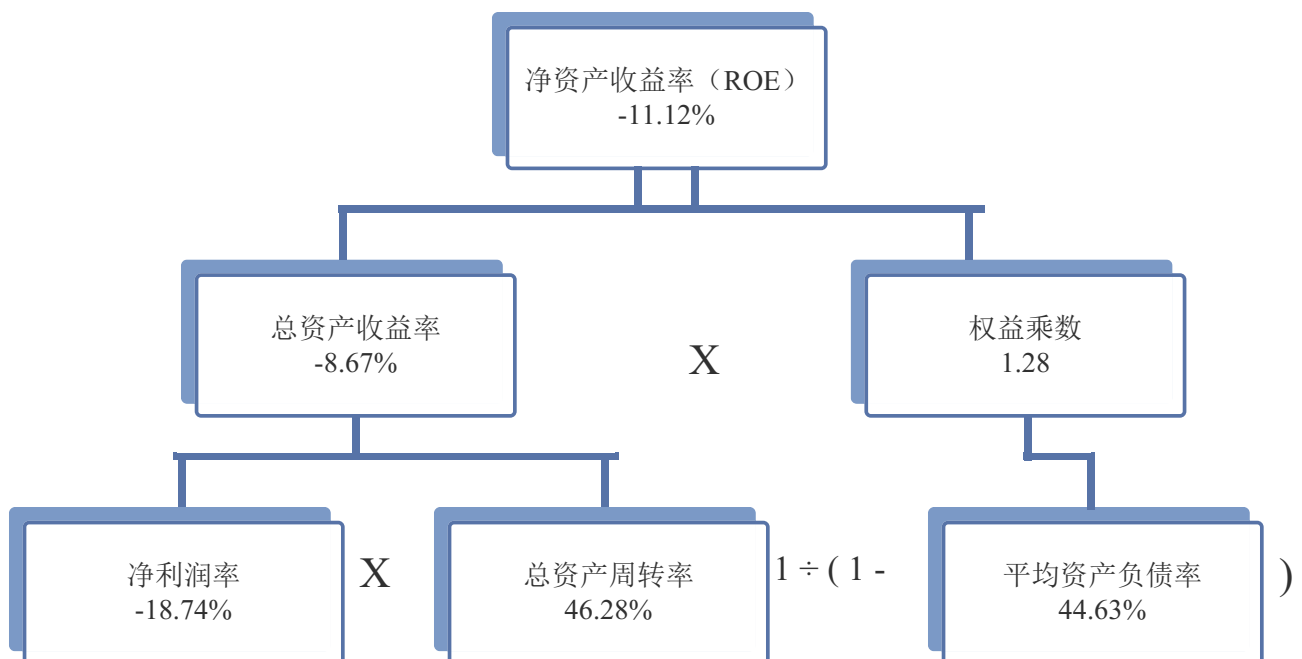 净资产收益率（ROE）
-11.12%
总资产收益率
-8.67%
X
权益乘数
1.28
净利润率
-18.74%
X
总资产周转率
46.28%
1 ÷ ( 1 -
平均资产负债率
44.63%
)